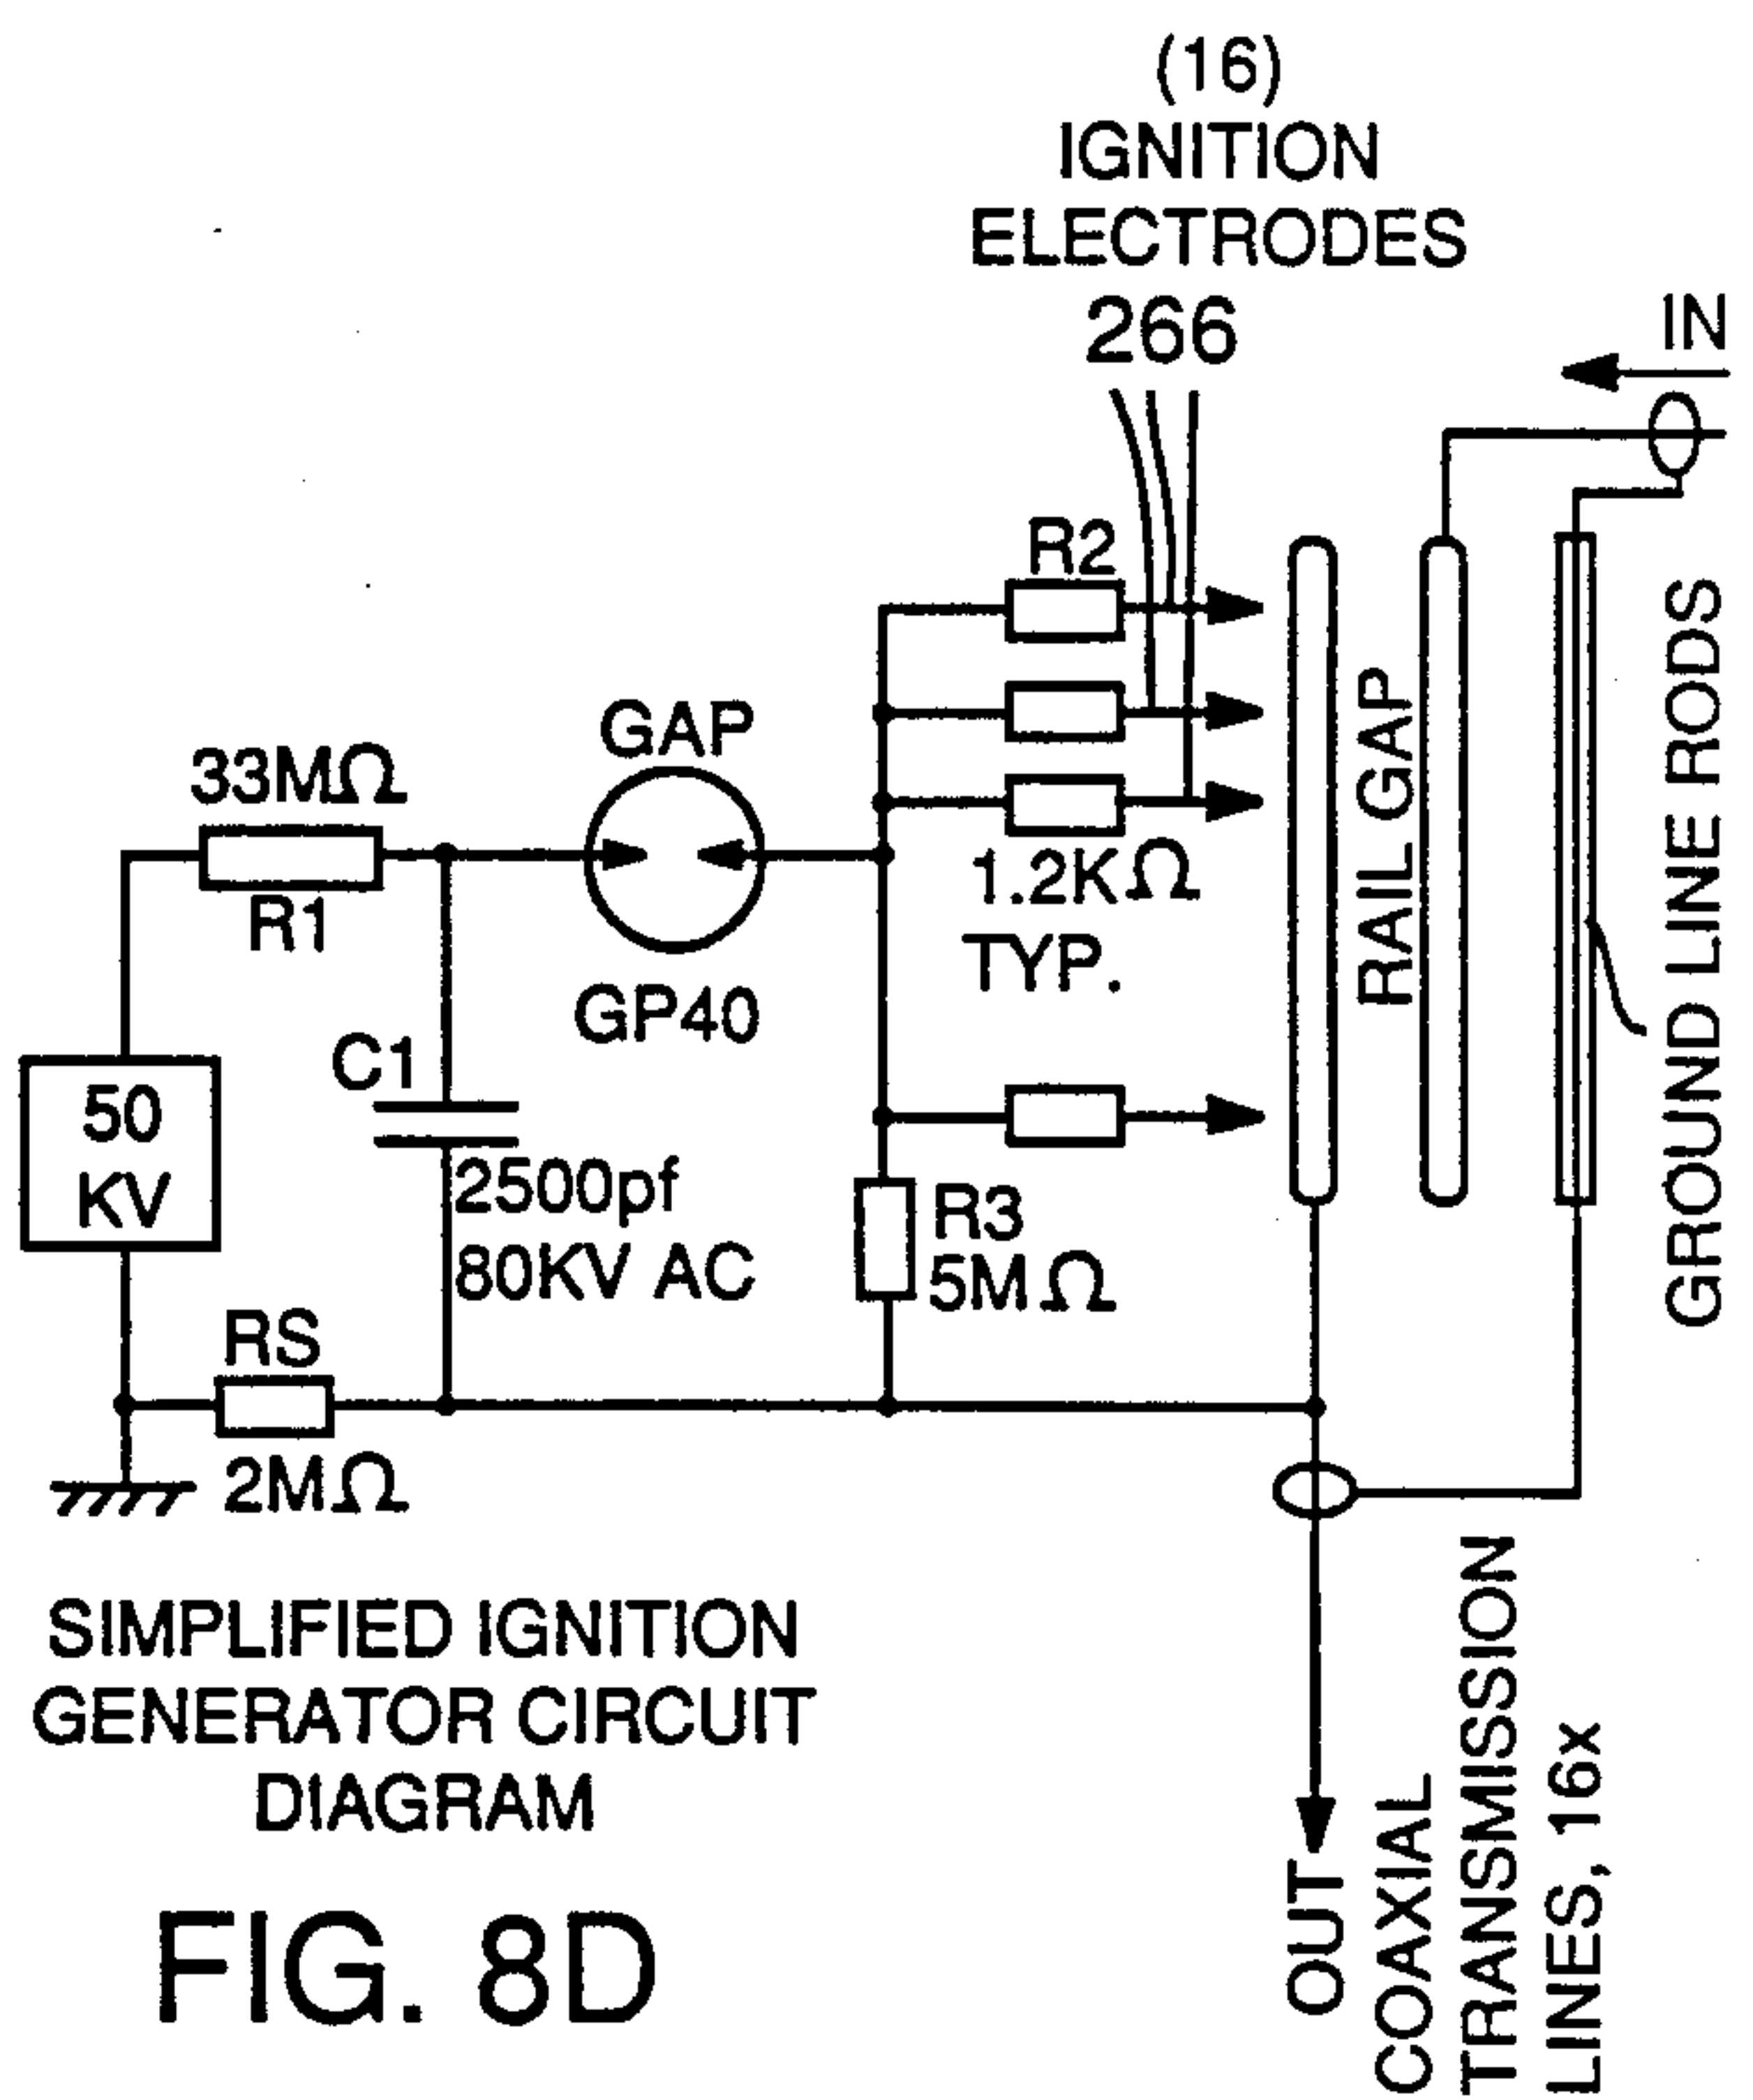 (16)
IGNITION
ELECTRODES
266
IN
R2
GAP
33MΩ
R1
GP40
1.2KΩ
TYP.
RAIL GAP
GROUND LINE RODS
C1
50
KV
2500pf
80KV AC
R3
5MΩ
RS
2MΩ
SIMPLIFIED IGNITION
GENERATOR CIRCUIT
DIAGRAM
OUT
COAXIAL
TRANSMISSION
LINES, 16x
FIG. 8D